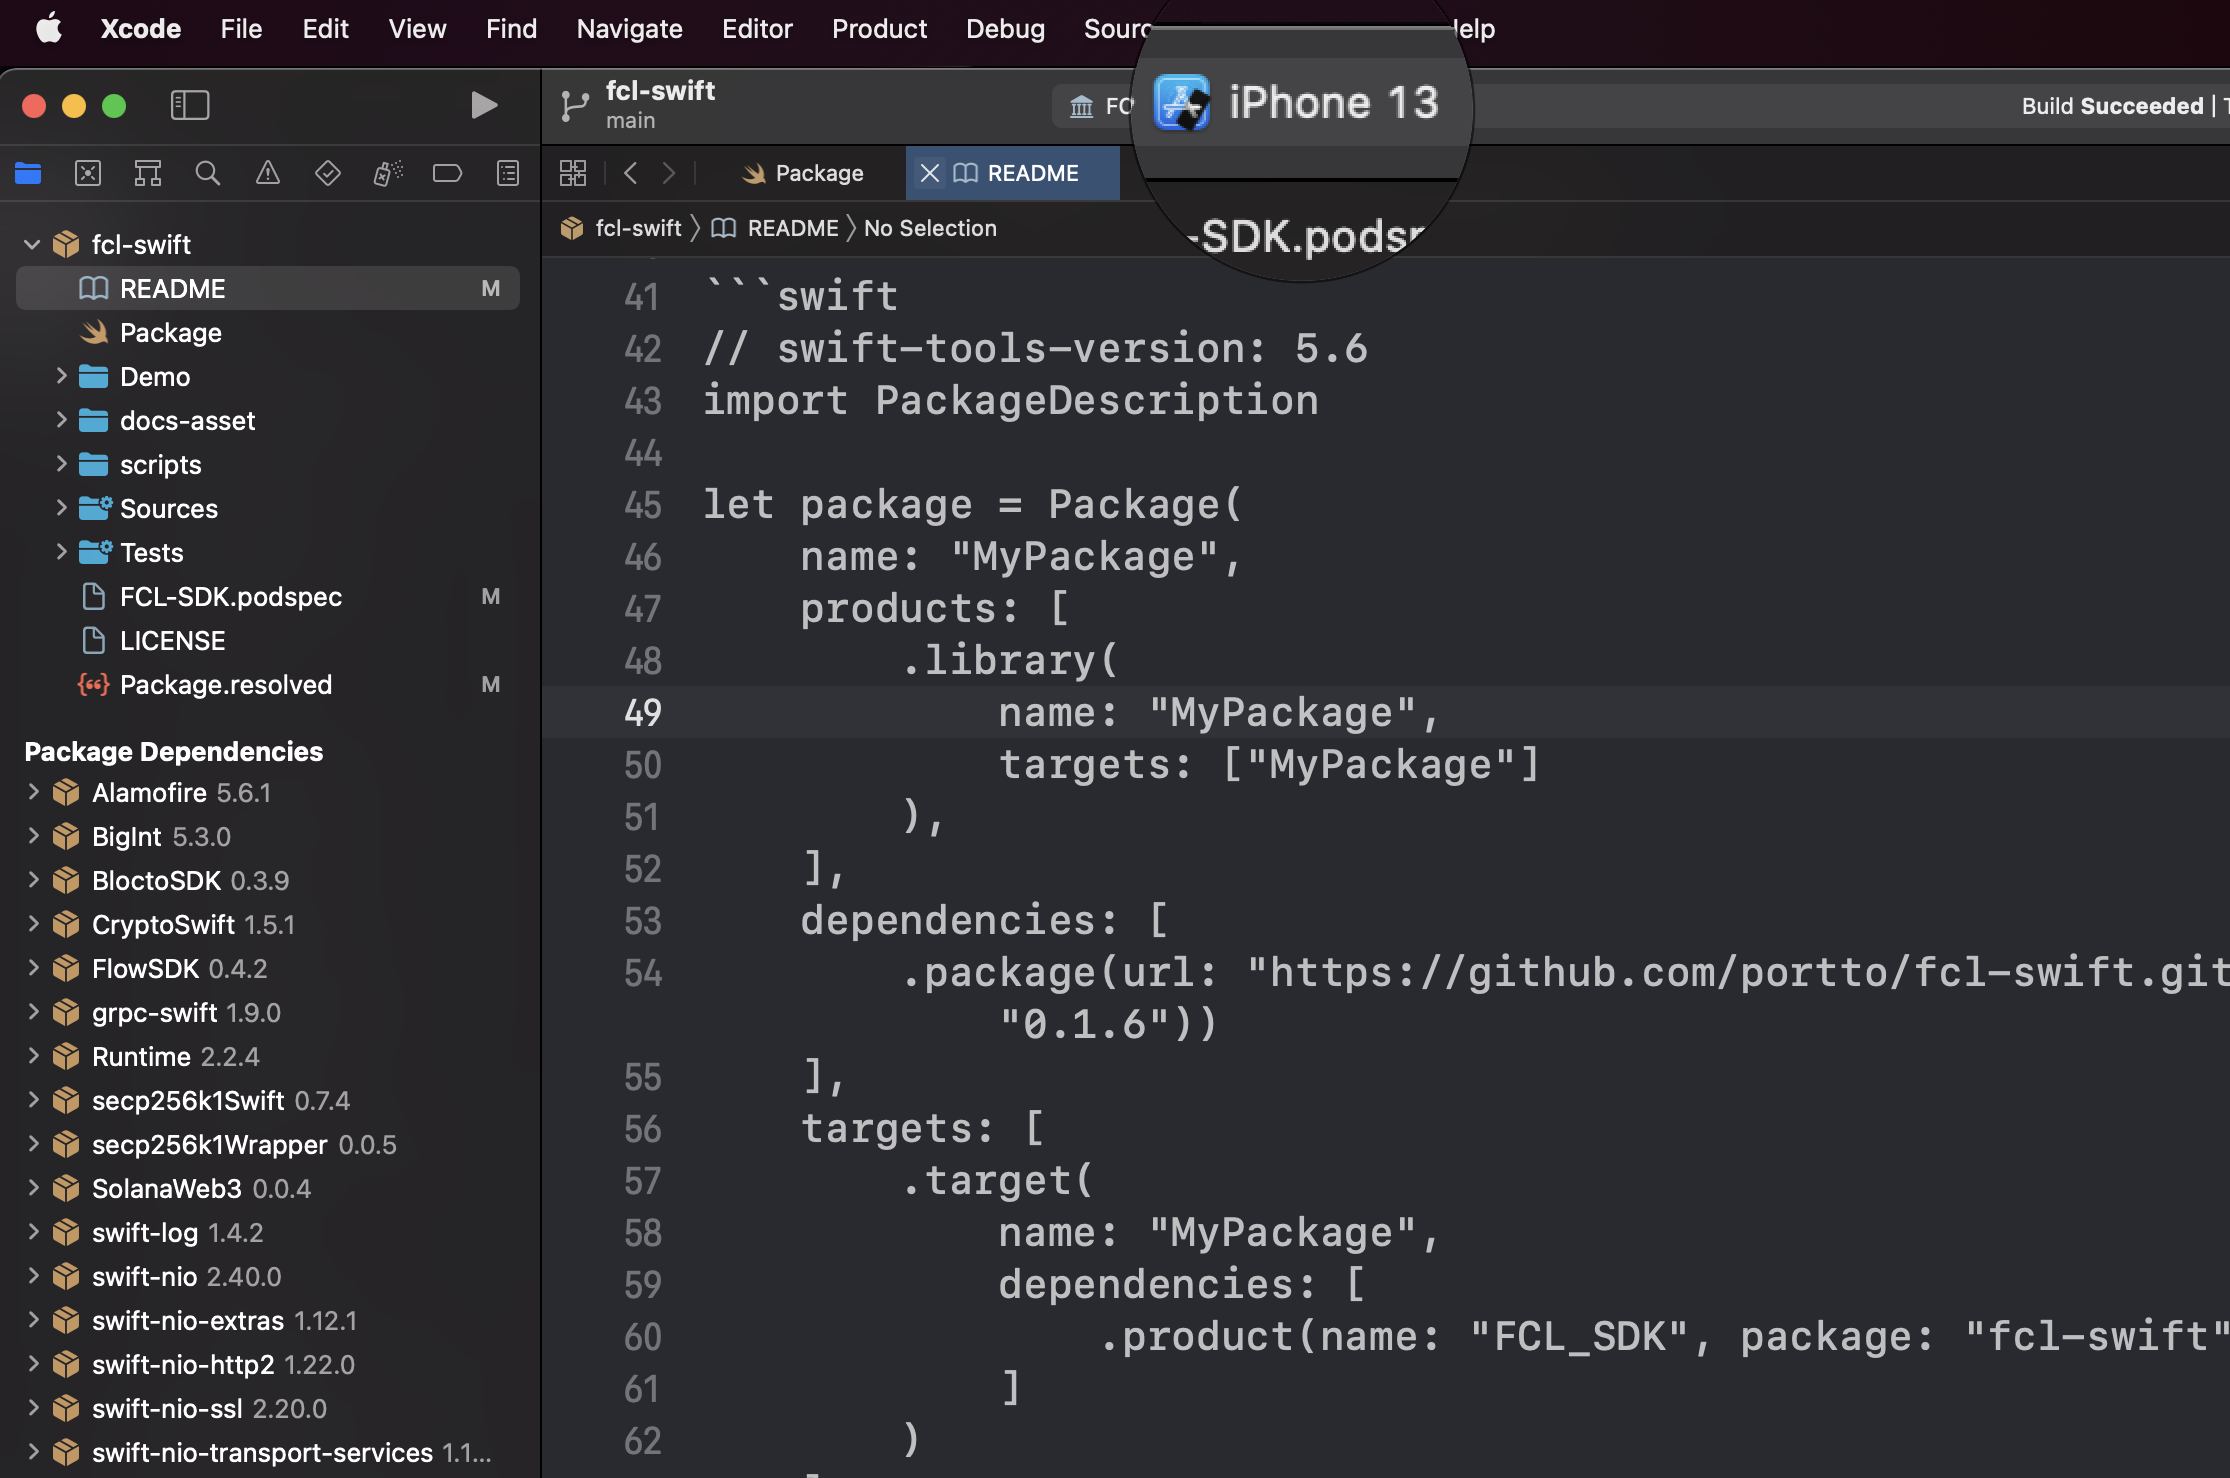 Xcode File Edit View Find Navigate Editor Product Debug Help
fcl-swift
main
iPhone 13
Build Succeeded |
Package
README
-SDK.podsp
fcl-swift README No Selection
fcl-swift
README M
Package
Demo
docs-asset
scripts
Sources
Tests
FCL-SDK.podspec M
LICENSE
Package.resolved M
Package Dependencies
Alamofire 5.6.1
BigInt 5.3.0
BloctoSDK 0.3.9
CryptoSwift 1.5.1
FlowSDK 0.4.2
grpc-swift 1.9.0
Runtime 2.2.4
secp256k1Swift 0.7.4
secp256k1Wrapper 0.0.5
SolanaWeb3 0.0.4
swift-log 1.4.2
swift-nio 2.40.0
swift-nio-extras 1.12.1
swift-nio-http2 1.22.0
swift-nio-ssl 2.20.0
swift-nio-transport-services 1.1...
41 ```swift
42 // swift-tools-version: 5.6
43 import PackageDescription
44
45 let package = Package(
46 name: "MyPackage",
47 products: [
48 .library(
49 name: "MyPackage",
50 targets: ["MyPackage"]
51 ),
52 ],
53 dependencies: [
54 .package(url: "https://github.com/portto/fcl-swift.git
"0.1.6"))
55 ],
56 targets: [
57 .target(
58 name: "MyPackage",
59 dependencies: [
60 .product(name: "FCL_SDK", package: "fcl-swift"
61 ]
62 )